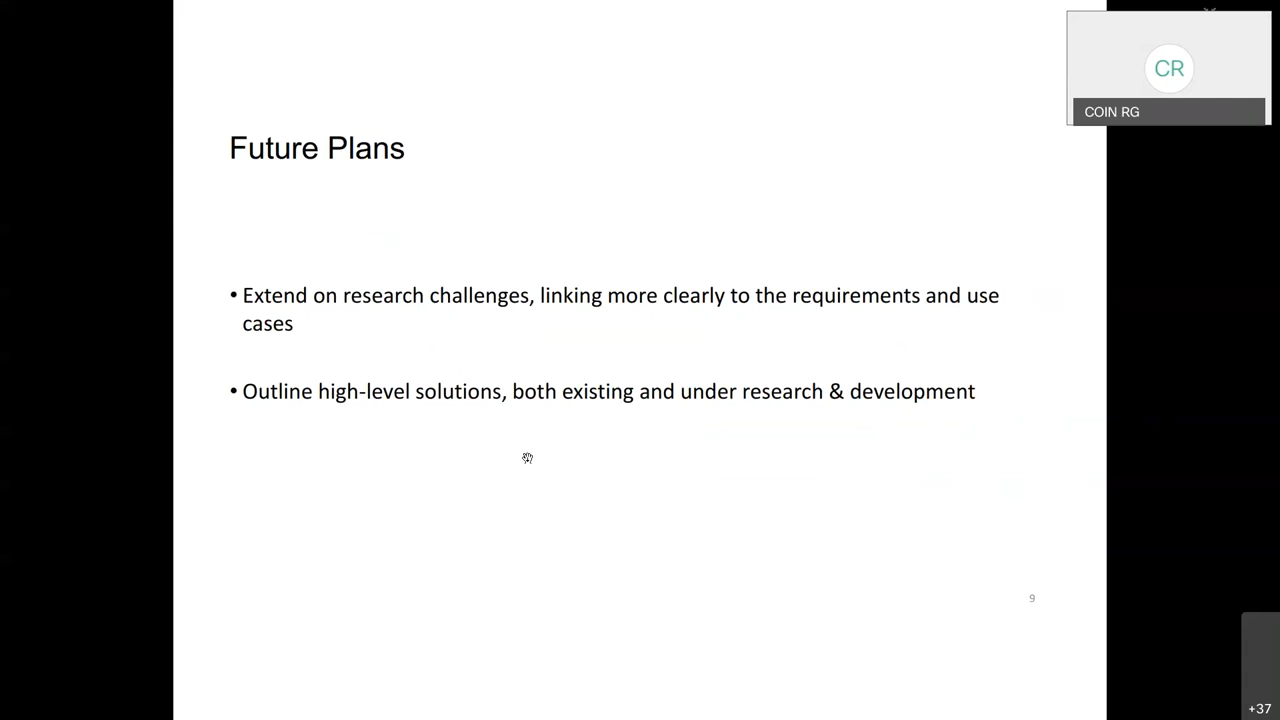 CR
COIN RG
Future Plans
• Extend on research challenges, linking more clearly to the requirements and use
cases
• Outline high-level solutions, both existing and under research & development
9
+37